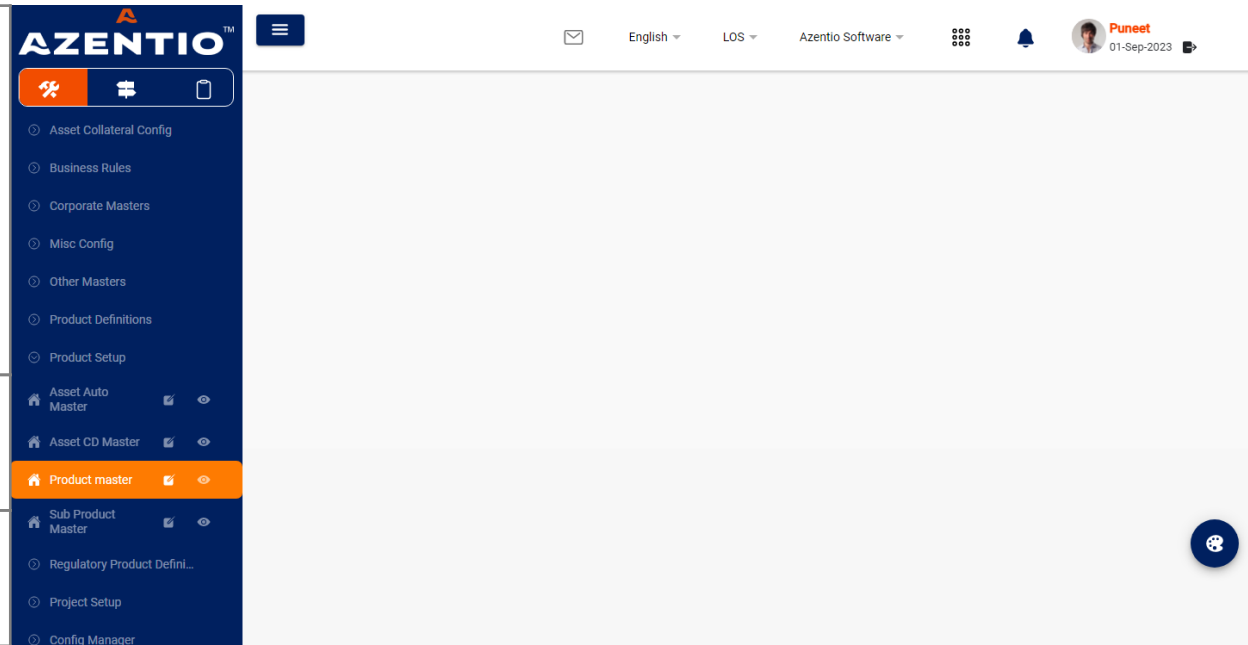 AZENTIO™
English
LOS
Azentio Software
Puneet
01-Sep-2023
Asset Collateral Config
Business Rules
Corporate Masters
Misc Config
Other Masters
Product Definitions
Product Setup
Asset Auto
Master
Asset CD Master
Product master
Sub Product
Master
Regulatory Product Defini...
Project Setup
Config Manager